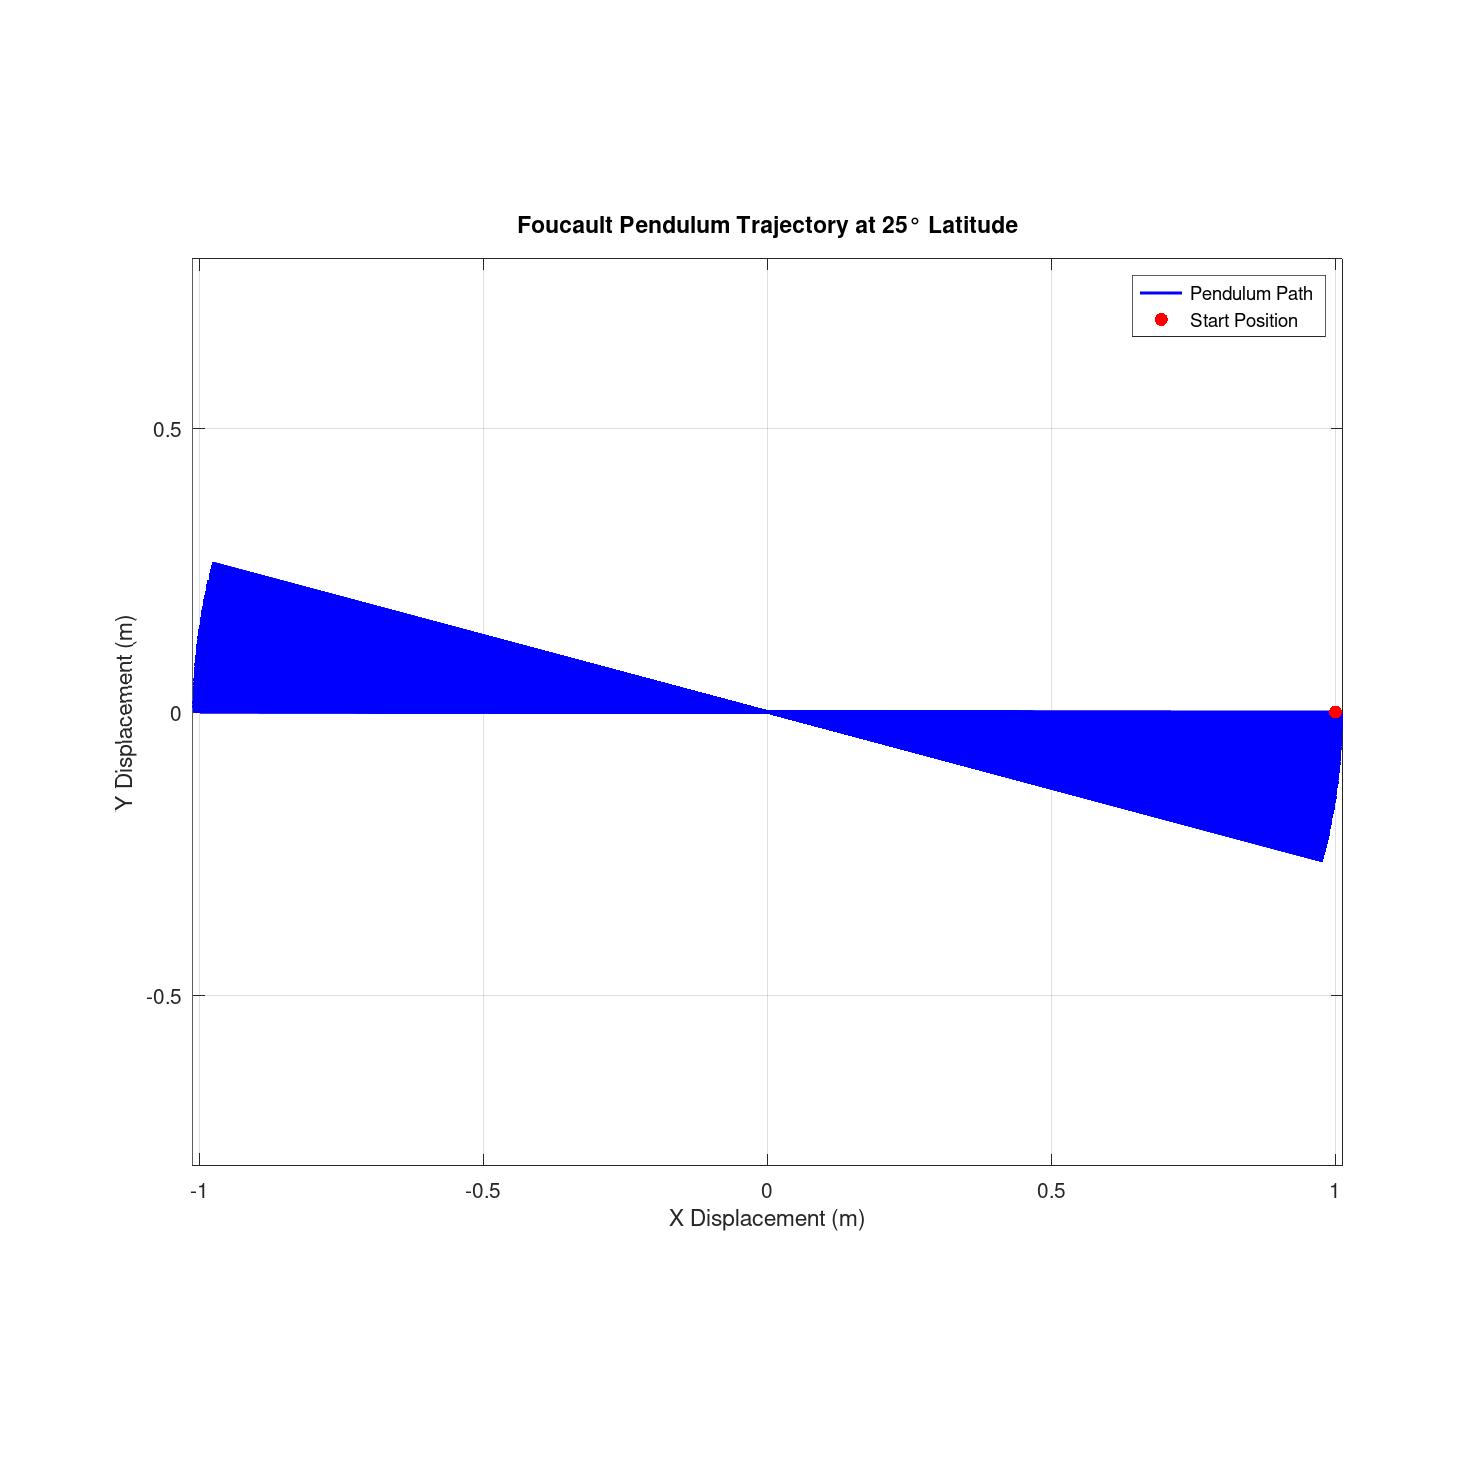 Foucault Pendulum Trajectory at 25° Latitude
Pendulum Path
Start Position
0.5
0
-0.5
Y Displacement (m)
-1
-0.5
0
0.5
1
X Displacement (m)